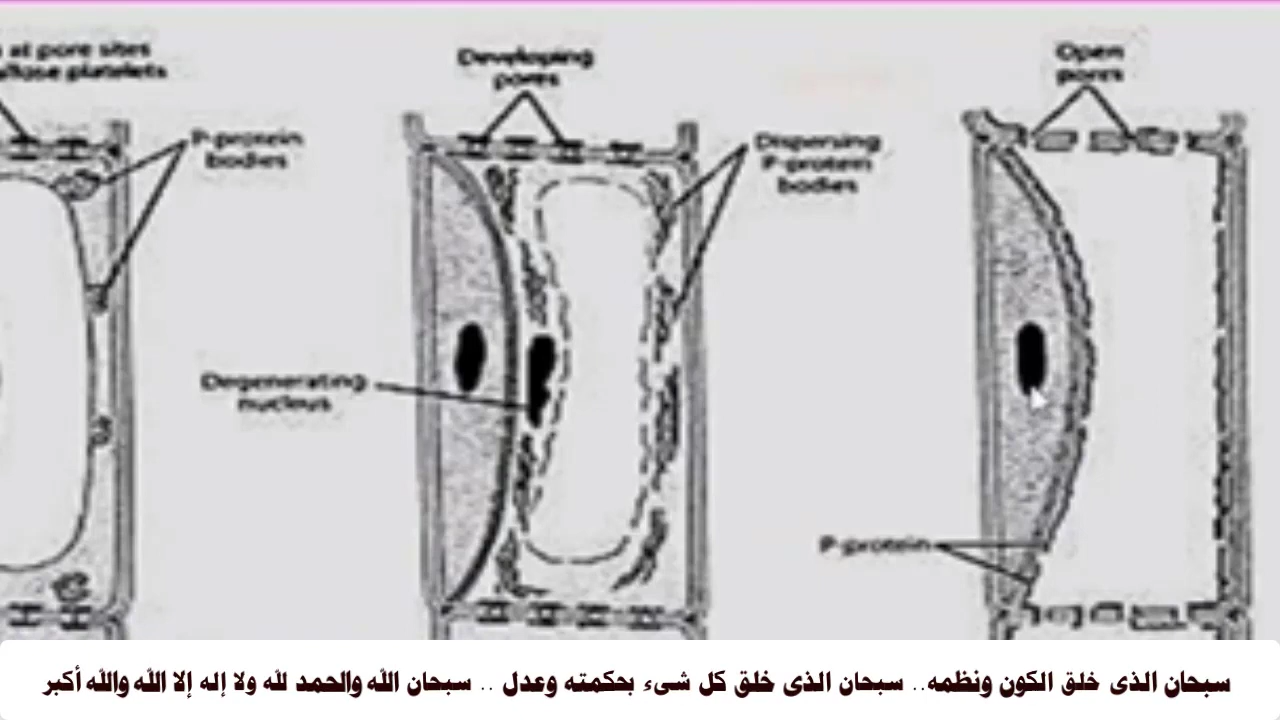 at pore sites
platelets
P-protein
bodies
Developing
pores
Dispersing
P-protein
bodies
Open
pores
Degenerating
nucleus
P-protein
سبحان الذى خلق الكون ونظمه.. سبحان الذى خلق كل شىء بحكمته وعدل .. سبحان الله والحمد لله ولا إله إلا الله والله أكبر